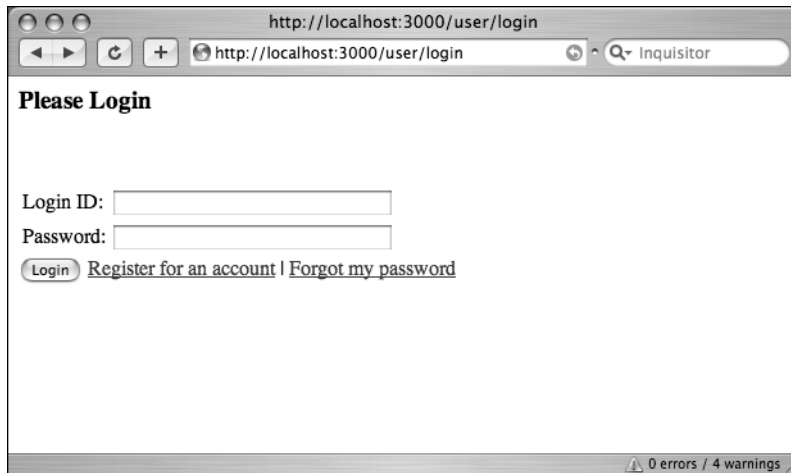 http://localhost:3000/user/login
http://localhost:3000/user/login Inquisitor
Please Login
Login ID:
Password:
Login Register for an account | Forgot my password
0 errors / 4 warnings